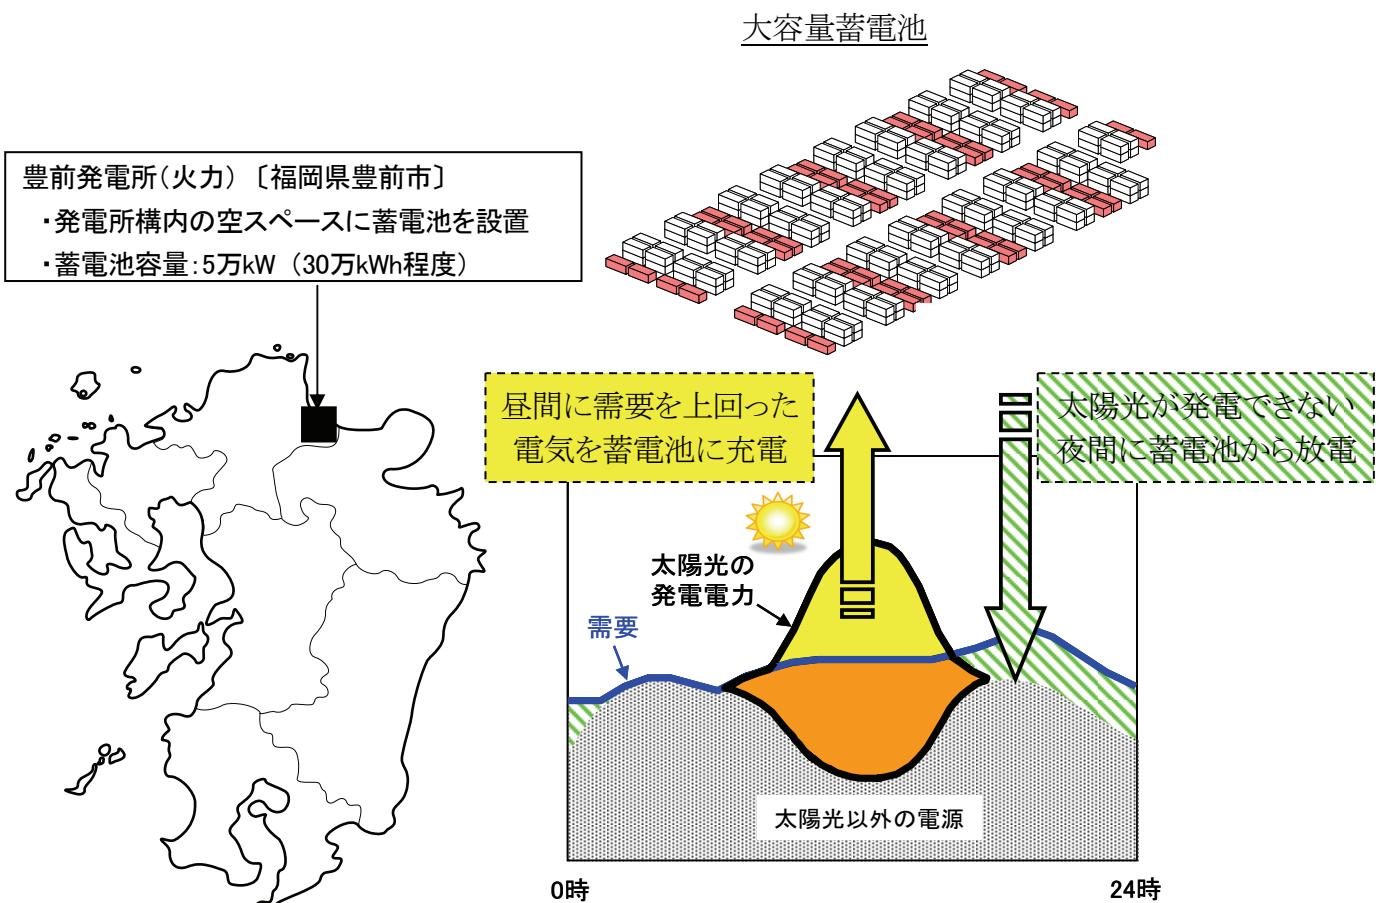 大容量蓄電池
豊前発電所(火力) 〔福岡県豊前市〕
・発電所構内の空スペースに蓄電池を設置
・蓄電池容量:5万kW (30万kWh程度)
昼間に需要を上回った
電気を蓄電池に充電
太陽光が発電できない
夜間に蓄電池から放電
太陽光の
発電電力
需要
太陽光以外の電源
0時
24時